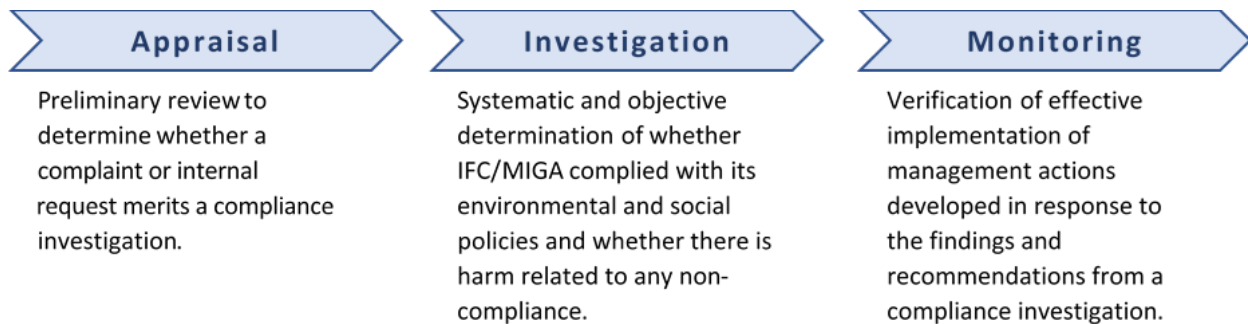 Appraisal
Preliminary review to
determine whether a
complaint or internal
request merits a compliance
investigation.
Investigation
Systematic and objective
determination of whether
IFC/MIGA complied with its
environmental and social
policies and whether there is
harm related to any non-
compliance.
Monitoring
Verification of effective
implementation of
management actions
developed in response to
the findings and
recommendations from a
compliance investigation.